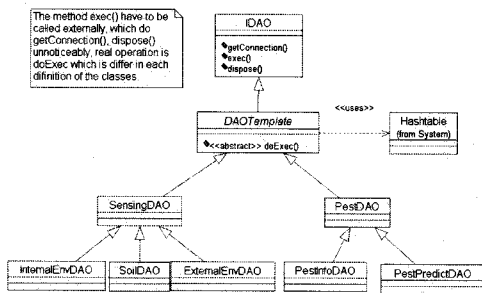 The method exec() have to be
called externally, which do
getConnection(), dispose()
unnoticeably, real operation is
doExec which is differ in each
difinition of the classes
IDAO
getConnection()
exec()
dispose()
DAOTemplate
<<abstract>> doExec()
<<uses>>
Hashtable
(from System)
SensingDAO
PestDAO
InternalEnvDAO
SoilDAO
ExternalEnvDAO
PestInfoDAO
PestPredictDAO